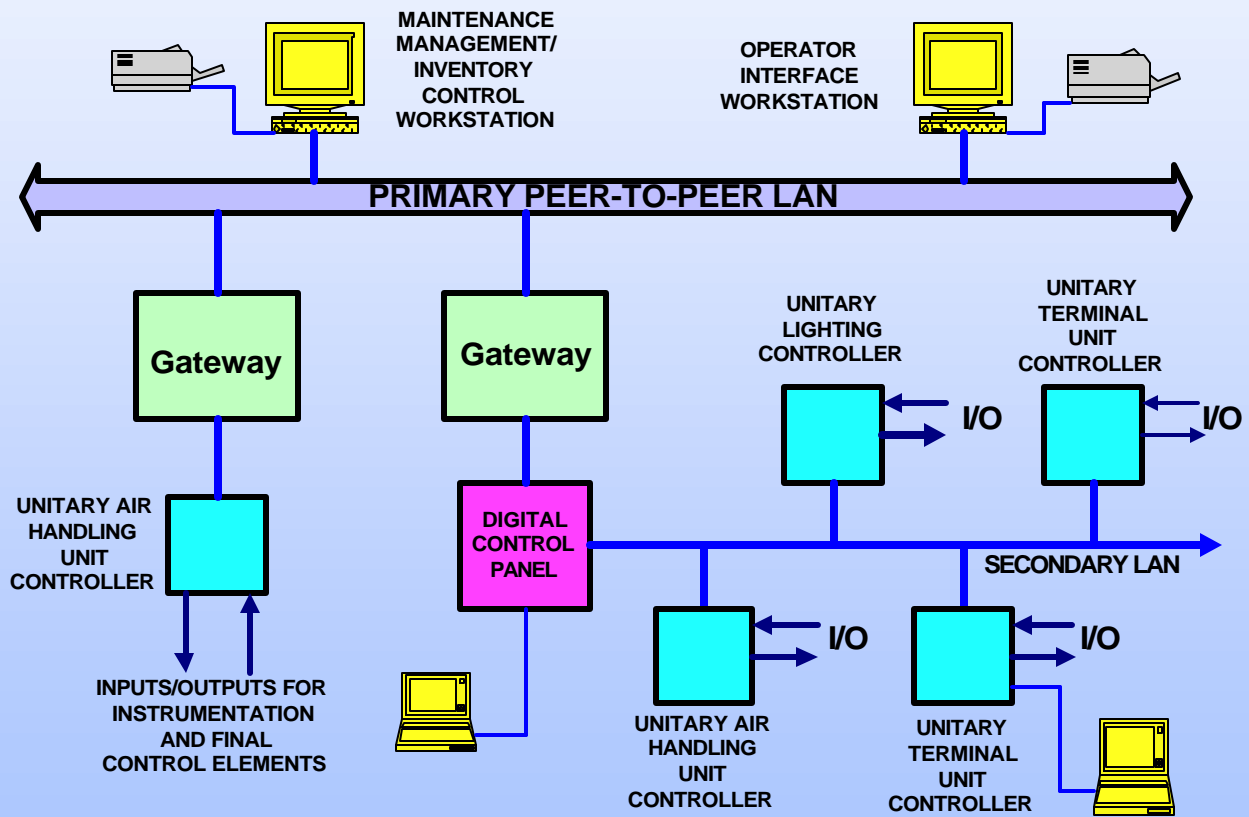 MAINTENANCE
MANAGEMENT/
INVENTORY
CONTROL
WORKSTATION
OPERATOR
INTERFACE
WORKSTATION
PRIMARY PEER-TO-PEER LAN
Gateway
Gateway
UNITARY
LIGHTING
CONTROLLER
UNITARY
TERMINAL
UNIT
CONTROLLER
I/O
I/O
UNITARY AIR
HANDLING
UNIT
CONTROLLER
DIGITAL
CONTROL
PANEL
SECONDARY LAN
I/O
I/O
INPUTS/OUTPUTS FOR
INSTRUMENTATION
AND FINAL
CONTROL ELEMENTS
UNITARY AIR
HANDLING
UNIT
CONTROLLER
UNITARY
TERMINAL
UNIT
CONTROLLER